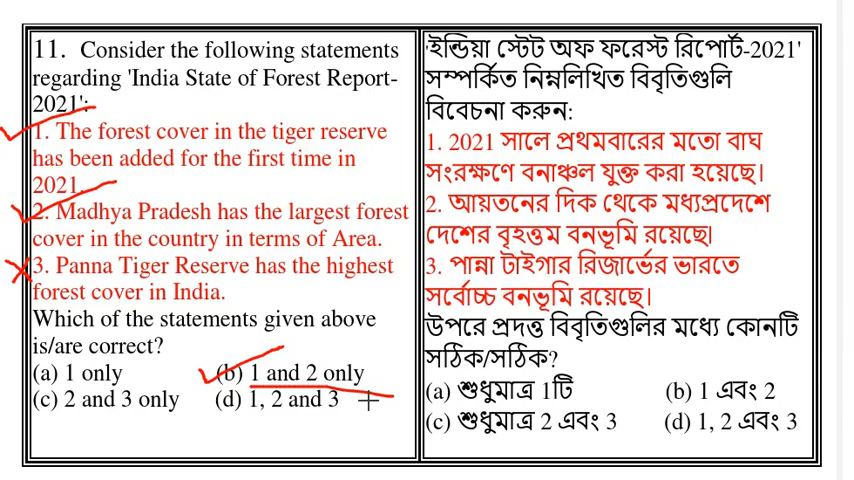 11. Consider the following statements
regarding 'India State of Forest Report-
2021':
1. The forest cover in the tiger reserve
has been added for the first time in
2021.
2. Madhya Pradesh has the largest forest
cover in the country in terms of Area.
3. Panna Tiger Reserve has the highest
forest cover in India.
Which of the statements given above
is/are correct?
(a) 1 only (b) 1 and 2 only
(c) 2 and 3 only (d) 1, 2 and 3
'ইন্ডিয়া স্টেট অফ ফরেস্ট রিপোর্ট-2021'
সম্পর্কিত নিম্নলিখিত বিবৃতিগুলি
বিবেচনা করুন:
1. 2021 সালে প্রথমবারের মতো বাঘ
সংরক্ষণে বনাঞ্চল যুক্ত করা হয়েছে।
2. আয়তনের দিক থেকে মধ্যপ্রদেশে
দেশের বৃহত্তম বনভূমি রয়েছে।
3. পান্না টাইগার রিজার্ভের ভারতে
সর্বোচ্চ বনভূমি রয়েছে।
উপরে প্রদত্ত বিবৃতিগুলির মধ্যে কোনটি
সঠিক/সঠিক?
(a) শুধুমাত্র 1টি (b) 1 এবং 2
(c) শুধুমাত্র 2 এবং 3 (d) 1, 2 এবং 3